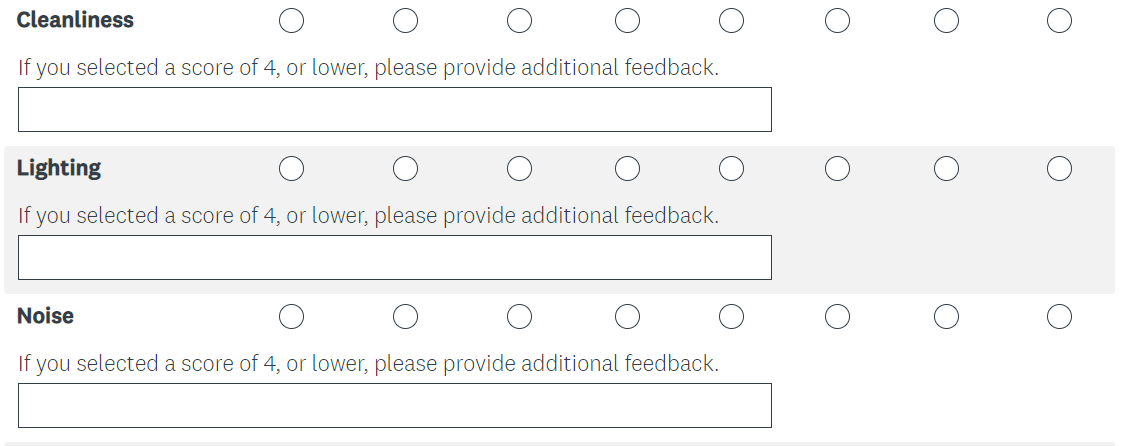 Cleanliness
If you selected a score of 4, or lower, please provide additional feedback.
Lighting
If you selected a score of 4, or lower, please provide additional feedback.
Noise
If you selected a score of 4, or lower, please provide additional feedback.